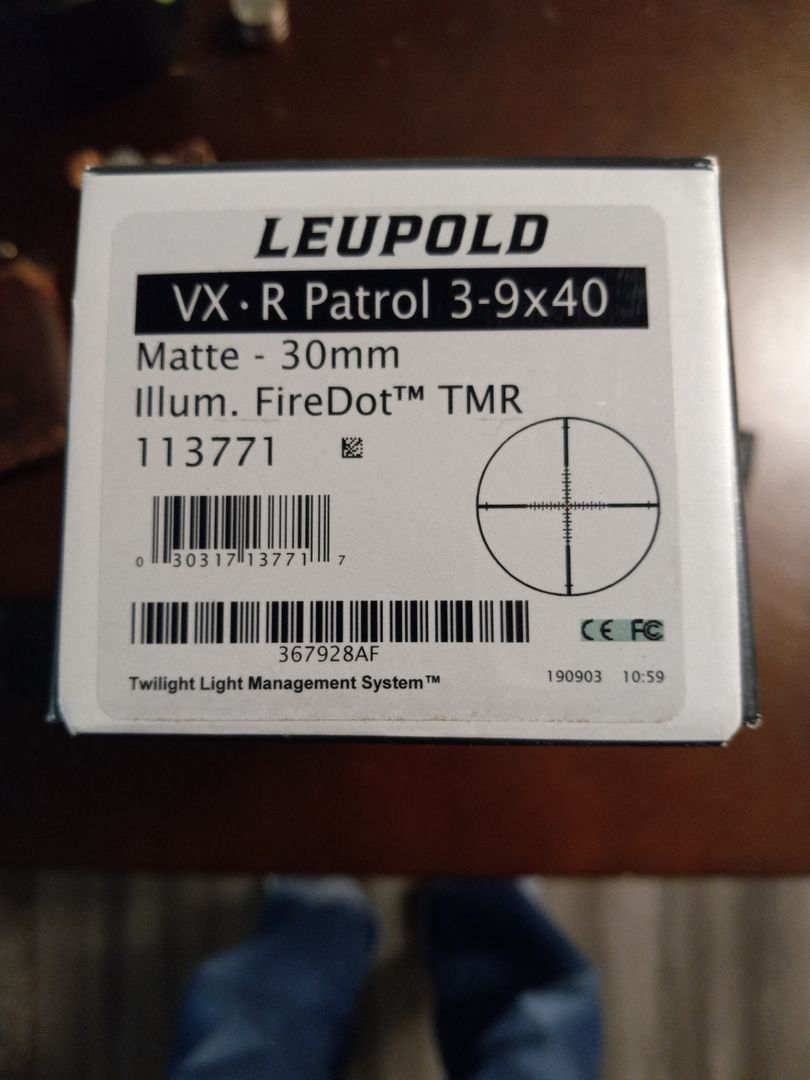 LEUPOLD
VX·R Patrol 3-9x40
Matte - 30mm
Illum. FireDot™ TMR
113771
0 30317 13771 7
367928AF
CE FC
Twilight Light Management System™
190903 10:59